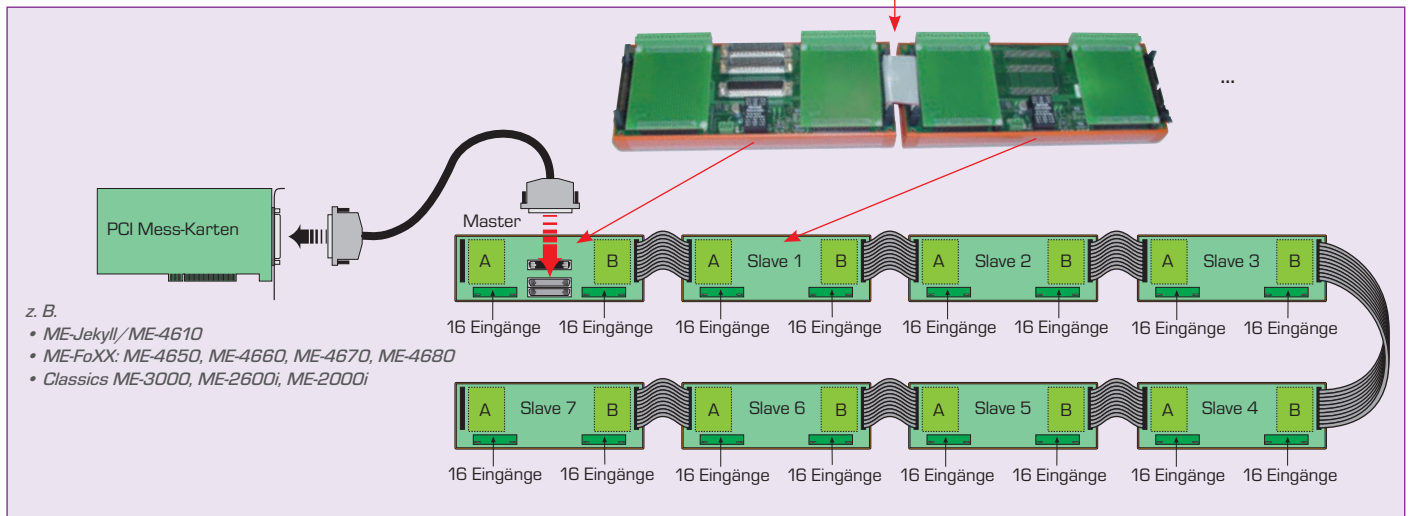 ...
PCI Mess-Karten
z. B.
• ME-Jekyll/ME-4610
• ME-FoXX: ME-4650, ME-4660, ME-4670, ME-4680
• Classics ME-3000, ME-2600i, ME-2000i
Master
A B A Slave 1 B A Slave 2 B A Slave 3 B
16 Eingänge 16 Eingänge 16 Eingänge 16 Eingänge 16 Eingänge 16 Eingänge 16 Eingänge 16 Eingänge
A Slave 7 B A Slave 6 B A Slave 5 B A Slave 4 B
16 Eingänge 16 Eingänge 16 Eingänge 16 Eingänge 16 Eingänge 16 Eingänge 16 Eingänge 16 Eingänge